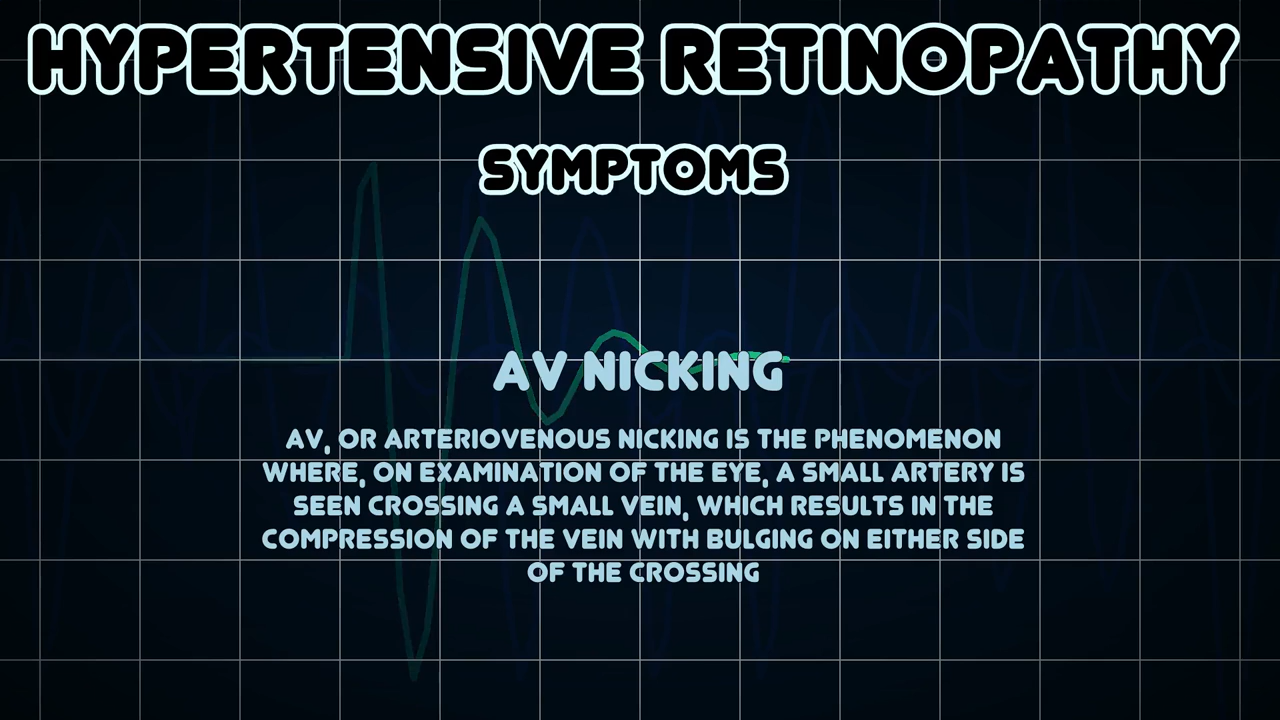 HYPERTENSIVE RETINOPATHY
SYMPTOMS
AV NICKING
AV, OR ARTERIOVENOUS NICKING IS THE PHENOMENON
WHERE, ON EXAMINATION OF THE EYE, A SMALL ARTERY IS
SEEN CROSSING A SMALL VEIN, WHICH RESULTS IN THE
COMPRESSION OF THE VEIN WITH BULGING ON EITHER SIDE
OF THE CROSSING